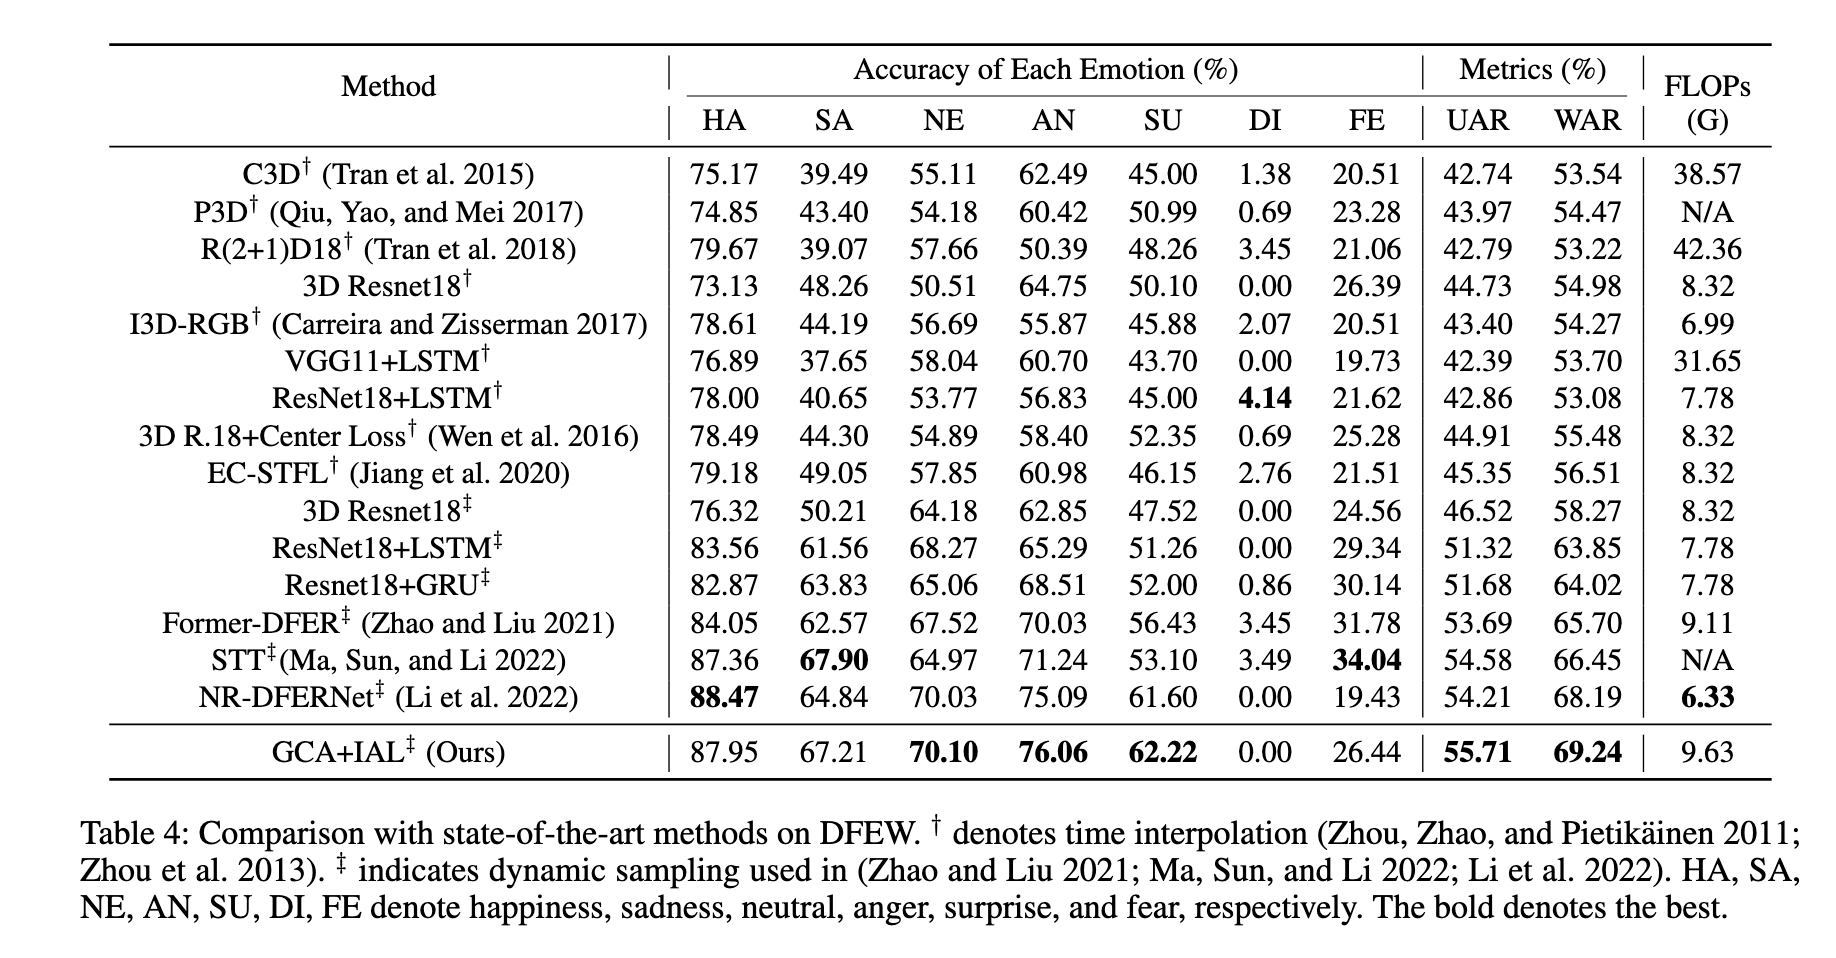 Method Accuracy of Each Emotion (%) Metrics (%) FLOPs
HA SA NE AN SU DI FE UAR WAR (G)
C3D† (Tran et al. 2015) 75.17 39.49 55.11 62.49 45.00 1.38 20.51 42.74 53.54 38.57
P3D† (Qiu, Yao, and Mei 2017) 74.85 43.40 54.18 60.42 50.99 0.69 23.28 43.97 54.47 N/A
R(2+1)D18† (Tran et al. 2018) 79.67 39.07 57.66 50.39 48.26 3.45 21.06 42.79 53.22 42.36
3D Resnet18† 73.13 48.26 50.51 64.75 50.10 0.00 26.39 44.73 54.98 8.32
I3D-RGB† (Carreira and Zisserman 2017) 78.61 44.19 56.69 55.87 45.88 2.07 20.51 43.40 54.27 6.99
VGG11+LSTM† 76.89 37.65 58.04 60.70 43.70 0.00 19.73 42.39 53.70 31.65
ResNet18+LSTM† 78.00 40.65 53.77 56.83 45.00 4.14 21.62 42.86 53.08 7.78
3D R.18+Center Loss† (Wen et al. 2016) 78.49 44.30 54.89 58.40 52.35 0.69 25.28 44.91 55.48 8.32
EC-STFL† (Jiang et al. 2020) 79.18 49.05 57.85 60.98 46.15 2.76 21.51 45.35 56.51 8.32
3D Resnet18‡ 76.32 50.21 64.18 62.85 47.52 0.00 24.56 46.52 58.27 8.32
ResNet18+LSTM‡ 83.56 61.56 68.27 65.29 51.26 0.00 29.34 51.32 63.85 7.78
Resnet18+GRU‡ 82.87 63.83 65.06 68.51 52.00 0.86 30.14 51.68 64.02 7.78
Former-DFER‡ (Zhao and Liu 2021) 84.05 62.57 67.52 70.03 56.43 3.45 31.78 53.69 65.70 9.11
STT‡(Ma, Sun, and Li 2022) 87.36 67.90 64.97 71.24 53.10 3.49 34.04 54.58 66.45 N/A
NR-DFERNet‡ (Li et al. 2022) 88.47 64.84 70.03 75.09 61.60 0.00 19.43 54.21 68.19 6.33
GCA+IAL‡ (Ours) 87.95 67.21 70.10 76.06 62.22 0.00 26.44 55.71 69.24 9.63
Table 4: Comparison with state-of-the-art methods on DFEW. † denotes time interpolation (Zhou, Zhao, and Pietikäinen 2011;
Zhou et al. 2013). ‡ indicates dynamic sampling used in (Zhao and Liu 2021; Ma, Sun, and Li 2022; Li et al. 2022). HA, SA,
NE, AN, SU, DI, FE denote happiness, sadness, neutral, anger, surprise, and fear, respectively. The bold denotes the best.